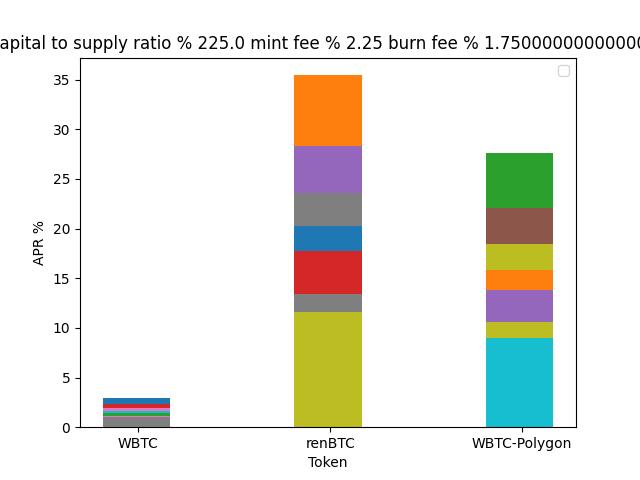 apital to supply ratio % 225.0 mint fee % 2.25 burn fee % 1.7500000000000
35
30
25
20
15
10
5
0
APR %
WBTC renBTC WBTC-Polygon
Token